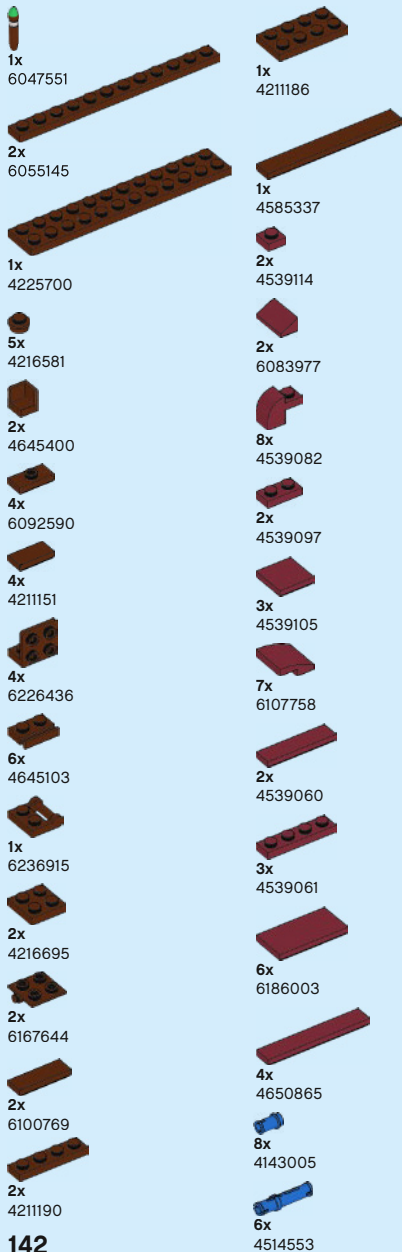 1x
6047551
2x
6055145
1x
4225700
5x
4216581
2x
4645400
4x
6092590
4x
4211151
4x
6226436
6x
4645103
1x
6236915
2x
4216695
2x
6167644
2x
6100769
2x
4211190
142
1x
4211186
1x
4585337
2x
4539114
2x
6083977
8x
4539082
2x
4539097
3x
4539105
7x
6107758
2x
4539060
3x
4539061
6x
6186003
4x
4650865
8x
4143005
6x
4514553